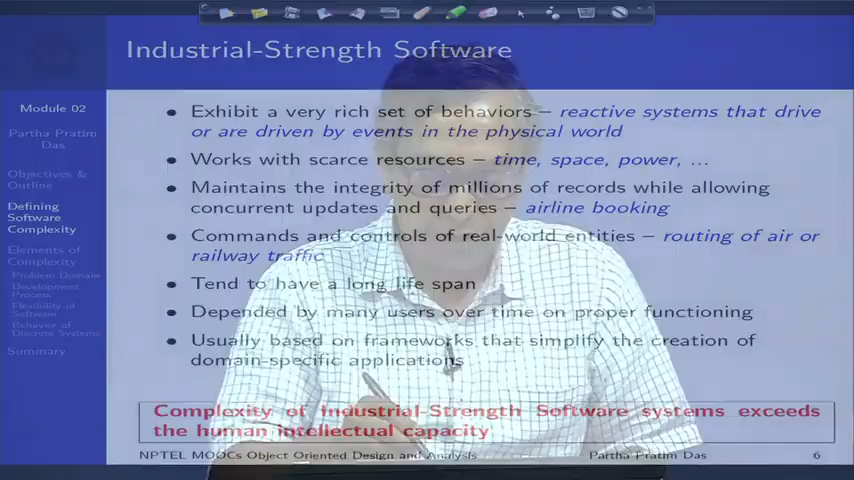 Industrial-Strength Software
Module 02
Partha Pratim
Das
Objectives &
Outline
Defining
Software
Complexity
Elements of
Complexity
Problem Domain
Development
Process
Flexibility of
Software
Behavior of
Discrete Systems
Summary
Exhibit a very rich set of behaviors – reactive systems that drive
or are driven by events in the physical world
Works with scarce resources – time, space, power, ...
Maintains the integrity of millions of records while allowing
concurrent updates and queries – airline booking
Commands and controls of real-world entities – routing of air or
railway traffic
Tend to have a long life span
Depended by many users over time on proper functioning
Usually based on frameworks that simplify the creation of
domain-specific applications
Complexity of Industrial-Strength Software systems exceeds
the human intellectual capacity
NPTEL MOOCs Object Oriented Design and Analysis Partha Pratim Das 6